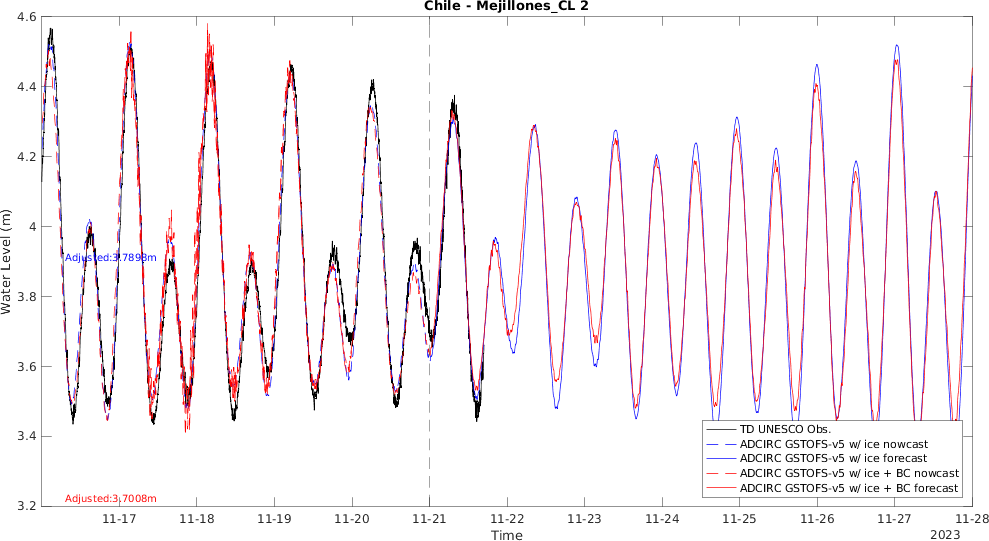 Chile - Mejillones_CL 2
4.6
4.4
4.2
4
3.8
3.6
3.4
3.2
Water Level (m)
Adjusted:3.7893m
Adjusted:3.7008m
TD UNESCO Obs.
ADCIRC GSTOFS-v5 w/ ice nowcast
ADCIRC GSTOFS-v5 w/ ice forecast
ADCIRC GSTOFS-v5 w/ ice + BC nowcast
ADCIRC GSTOFS-v5 w/ ice + BC forecast
11-17 11-18 11-19 11-20 11-21 11-22 11-23 11-24 11-25 11-26 11-27 11-28
Time
2023